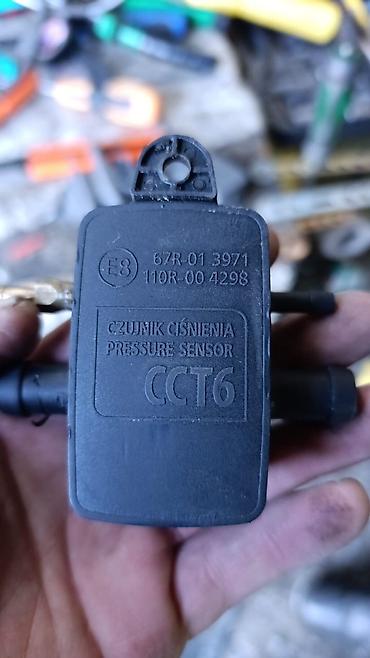 E8 67R-01 3971
110R-00 4298
CZUJNIK CIŚNIENIA
PRESSURE SENSOR
CCT6